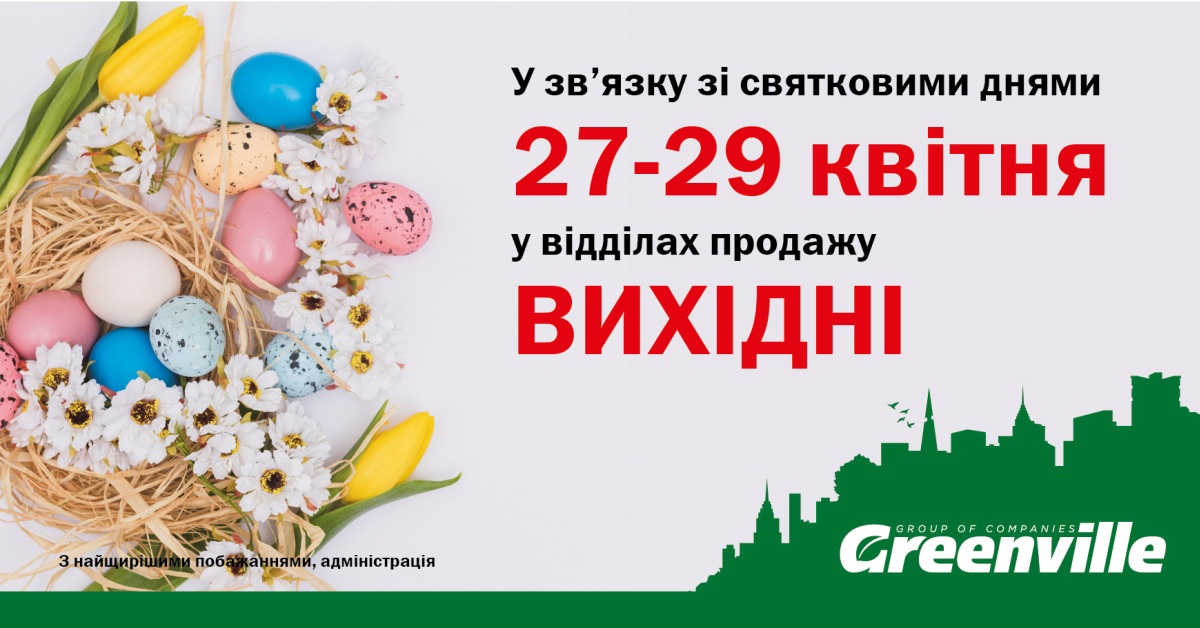 У зв’язку зі святковими днями
27-29 квітня
у відділах продажу
ВИХІДНІ
GROUP OF COMPANIES
Greenville
З найщирішими побажаннями, адміністрація